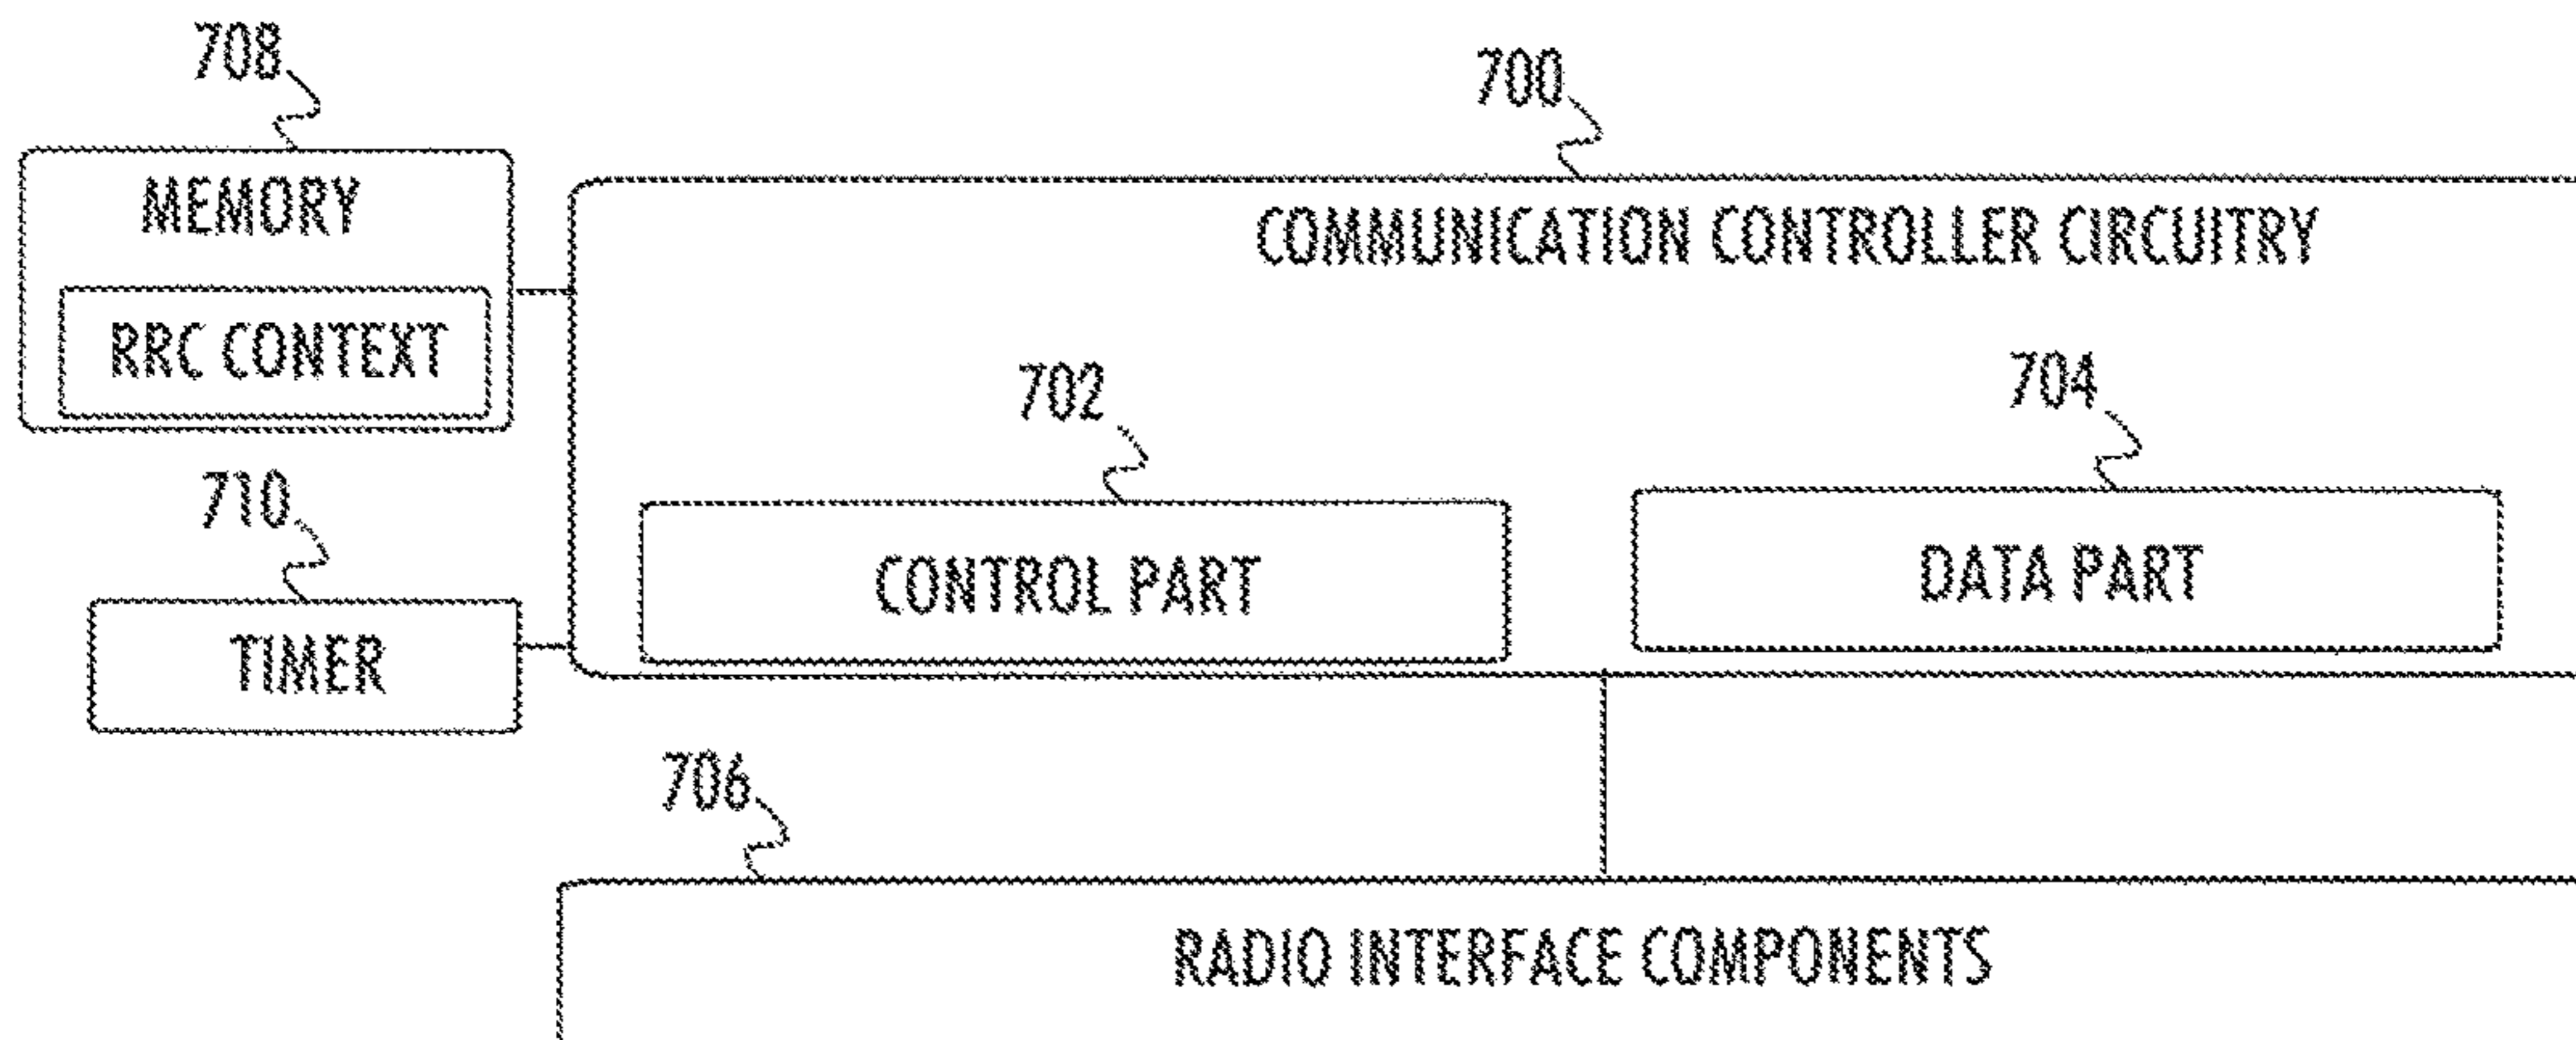 708
700
MEMORY
COMMUNICATION CONTROLLER CIRCUITRY
RRC CONTEXT
702
704
710
CONTROL PART
DATA PART
TIMER
706
RADIO INTERFACE COMPONENTS